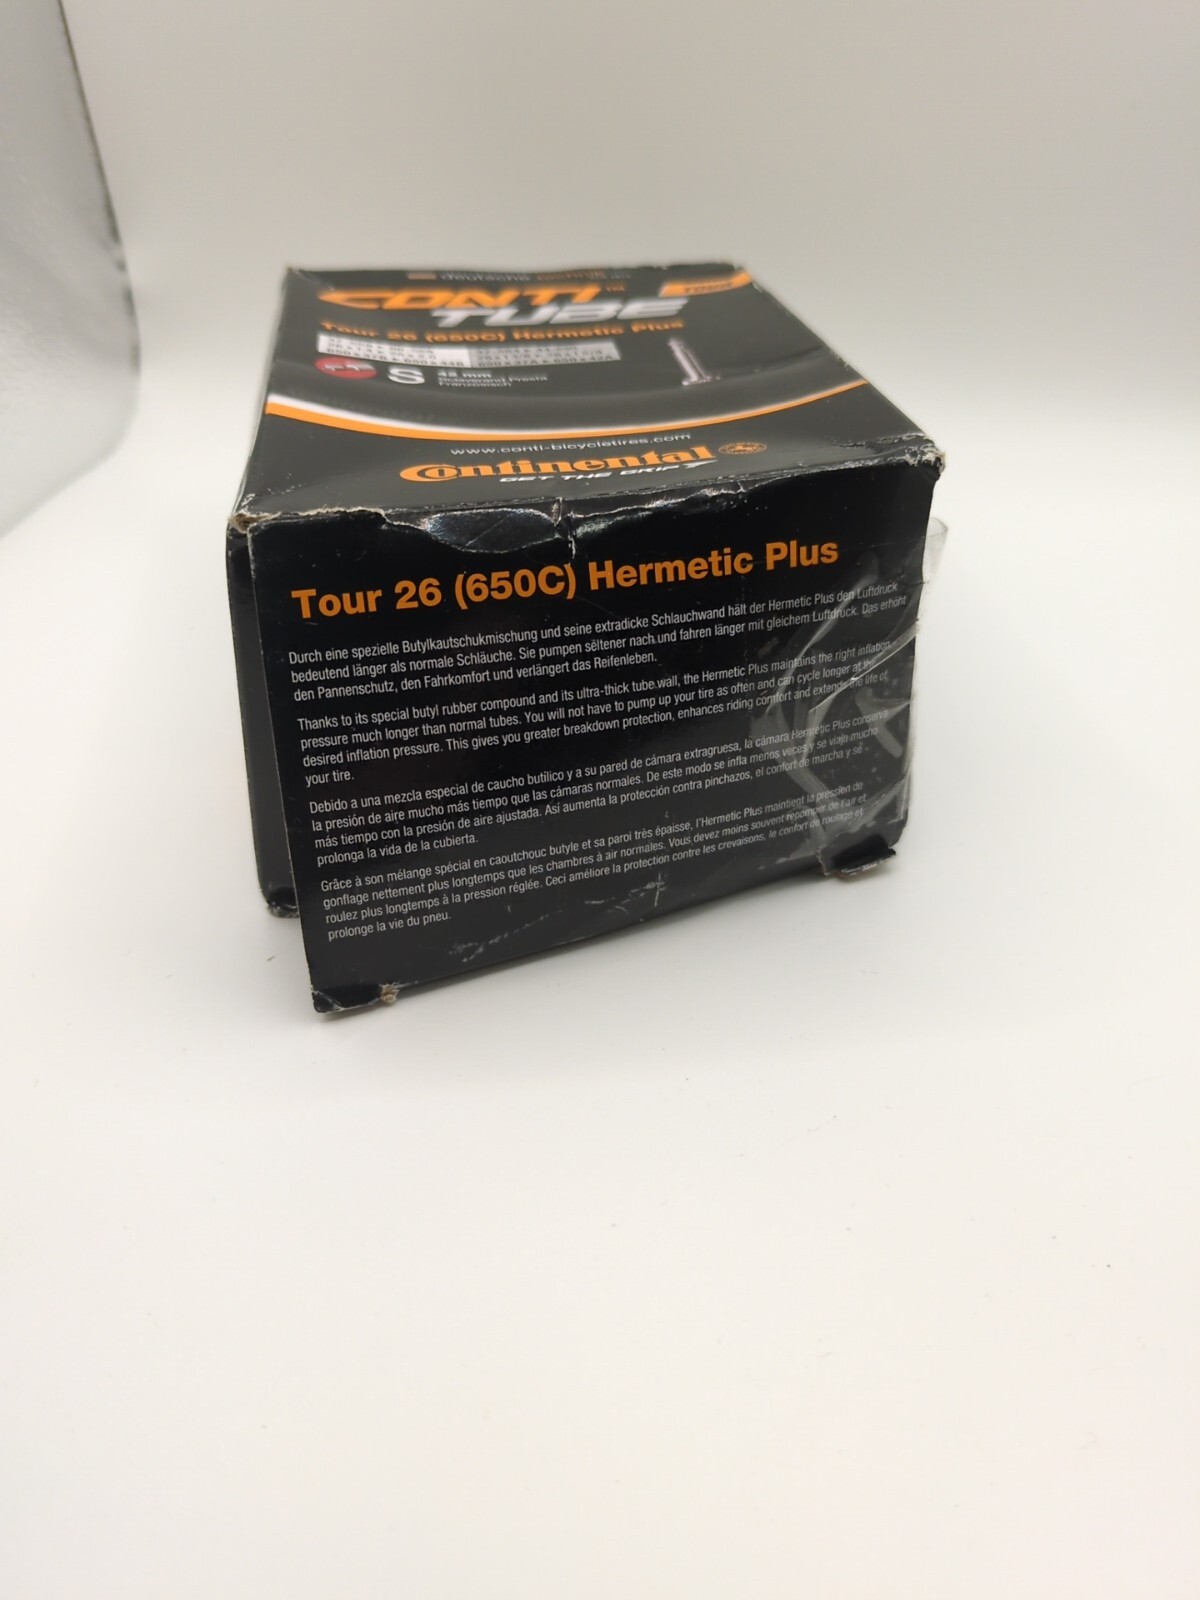 deutsche technik
TOUR
CONTI™
TUBE
Tour 26 (650C) Hermetic Plus
S
42 mm
Sclaverand Presta
Französisch
www.conti-bicycletires.com
Continental
GET THE GRIP
Tour 26 (650C) Hermetic Plus
Durch eine spezielle Butylkautschukmischung und seine extradicke Schlauchwand hält der Hermetic Plus den Luftdruck
bedeutend länger als normale Schläuche. Sie pumpen seltener nach und fahren länger mit gleichem Luftdruck. Das erhöht
den Pannenschutz, den Fahrkomfort und verlängert das Reifenleben.
Thanks to its special butyl rubber compound and its ultra-thick tube wall, the Hermetic Plus maintains the right inflation
pressure much longer than normal tubes. You will not have to pump up your tire as often and can cycle longer at the
desired inflation pressure. This gives you greater breakdown protection, enhances riding comfort and extends the life of
your tire.
Debido a una mezcla especial de caucho butilico y a su pared de cámara extragruesa, la cámara Hermetic Plus conserva
la presión de aire mucho más tiempo que las cámaras normales. De este modo se infla menos veces y se viaja mucho
más tiempo con la presión de aire ajustada. Así aumenta la protección contra pinchazos, el confort de marcha y se
prolonga la vida de la cubierta.
Grâce à son mélange spécial en caoutchouc butyle et sa paroi très épaisse, l'Hermetic Plus maintient la pression de
gonflage nettement plus longtemps que les chambres à air normales. Vous devez moins souvent repomper de l'air et
roulez plus longtemps à la pression réglée. Ceci améliore la protection contre les crevaisons, le confort de roulage et
prolonge la vie du pneu.